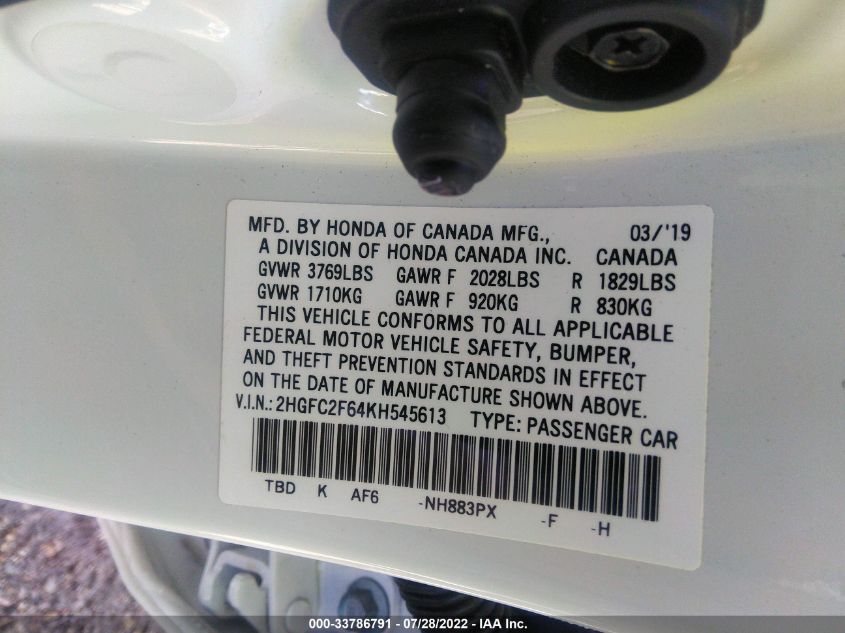 MFD. BY HONDA OF CANADA MFG., 03/'19
A DIVISION OF HONDA CANADA INC. CANADA
GVWR 3769LBS GAWR F 2028LBS R 1829LBS
GVWR 1710KG GAWR F 920KG R 830KG
THIS VEHICLE CONFORMS TO ALL APPLICABLE
FEDERAL MOTOR VEHICLE SAFETY, BUMPER,
AND THEFT PREVENTION STANDARDS IN EFFECT
ON THE DATE OF MANUFACTURE SHOWN ABOVE.
V.I.N.: 2HGFC2F64KH545613 TYPE: PASSENGER CAR
TBD K AF6 -NH883PX -F -H
000-33786791 - 07/28/2022 - IAA Inc.